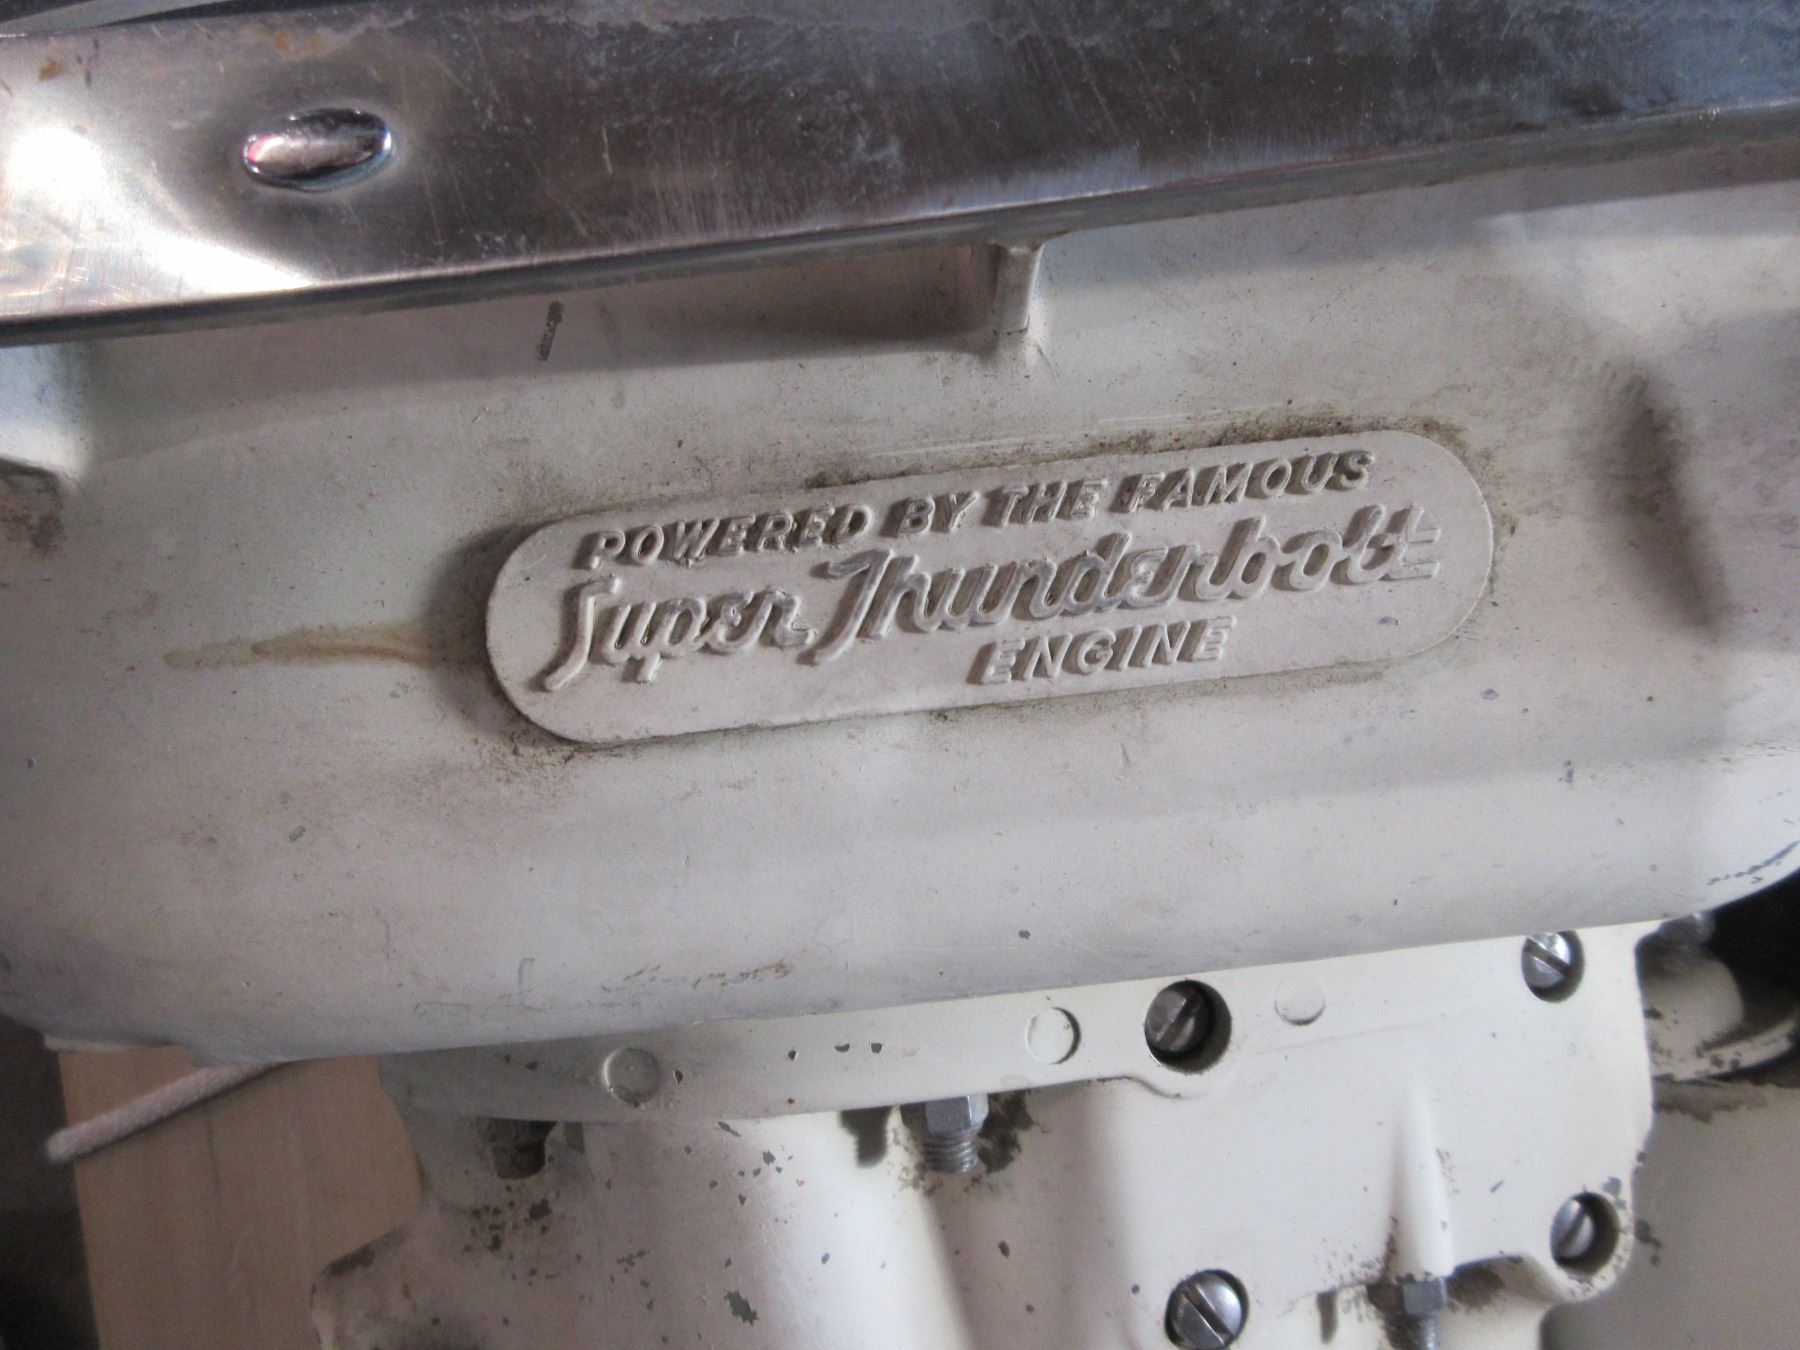 POWERED BY THE FAMOUS
Super Thunderbolt
ENGINE